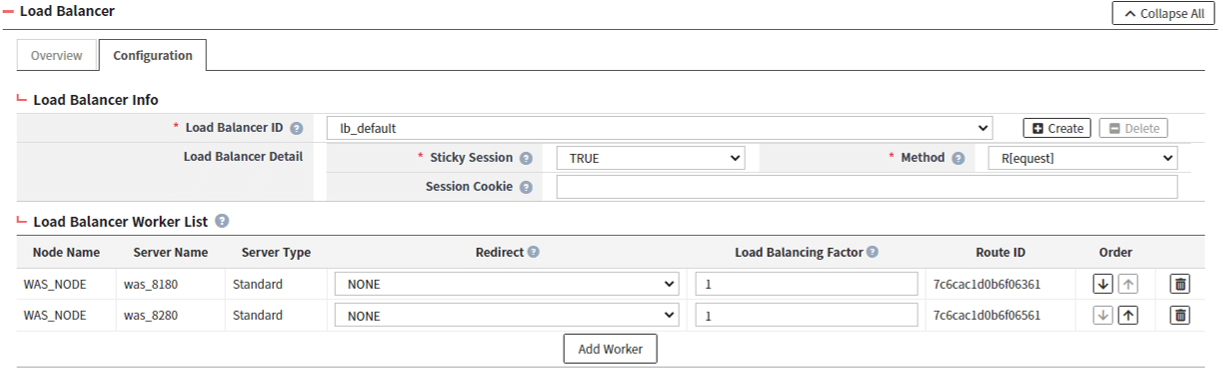 Load Balancer
Collapse All
Overview Configuration
Load Balancer Info
* Load Balancer ID ? lb_default Create Delete
Load Balancer Detail * Sticky Session ? TRUE * Method ? R[equest]
Session Cookie ?
Load Balancer Worker List ?
Node Name Server Name Server Type Redirect ? Load Balancing Factor ? Route ID Order
WAS_NODE was_8180 Standard NONE 1 7c6cac1d0b6f06361
WAS_NODE was_8280 Standard NONE 1 7c6cac1d0b6f06561
Add Worker